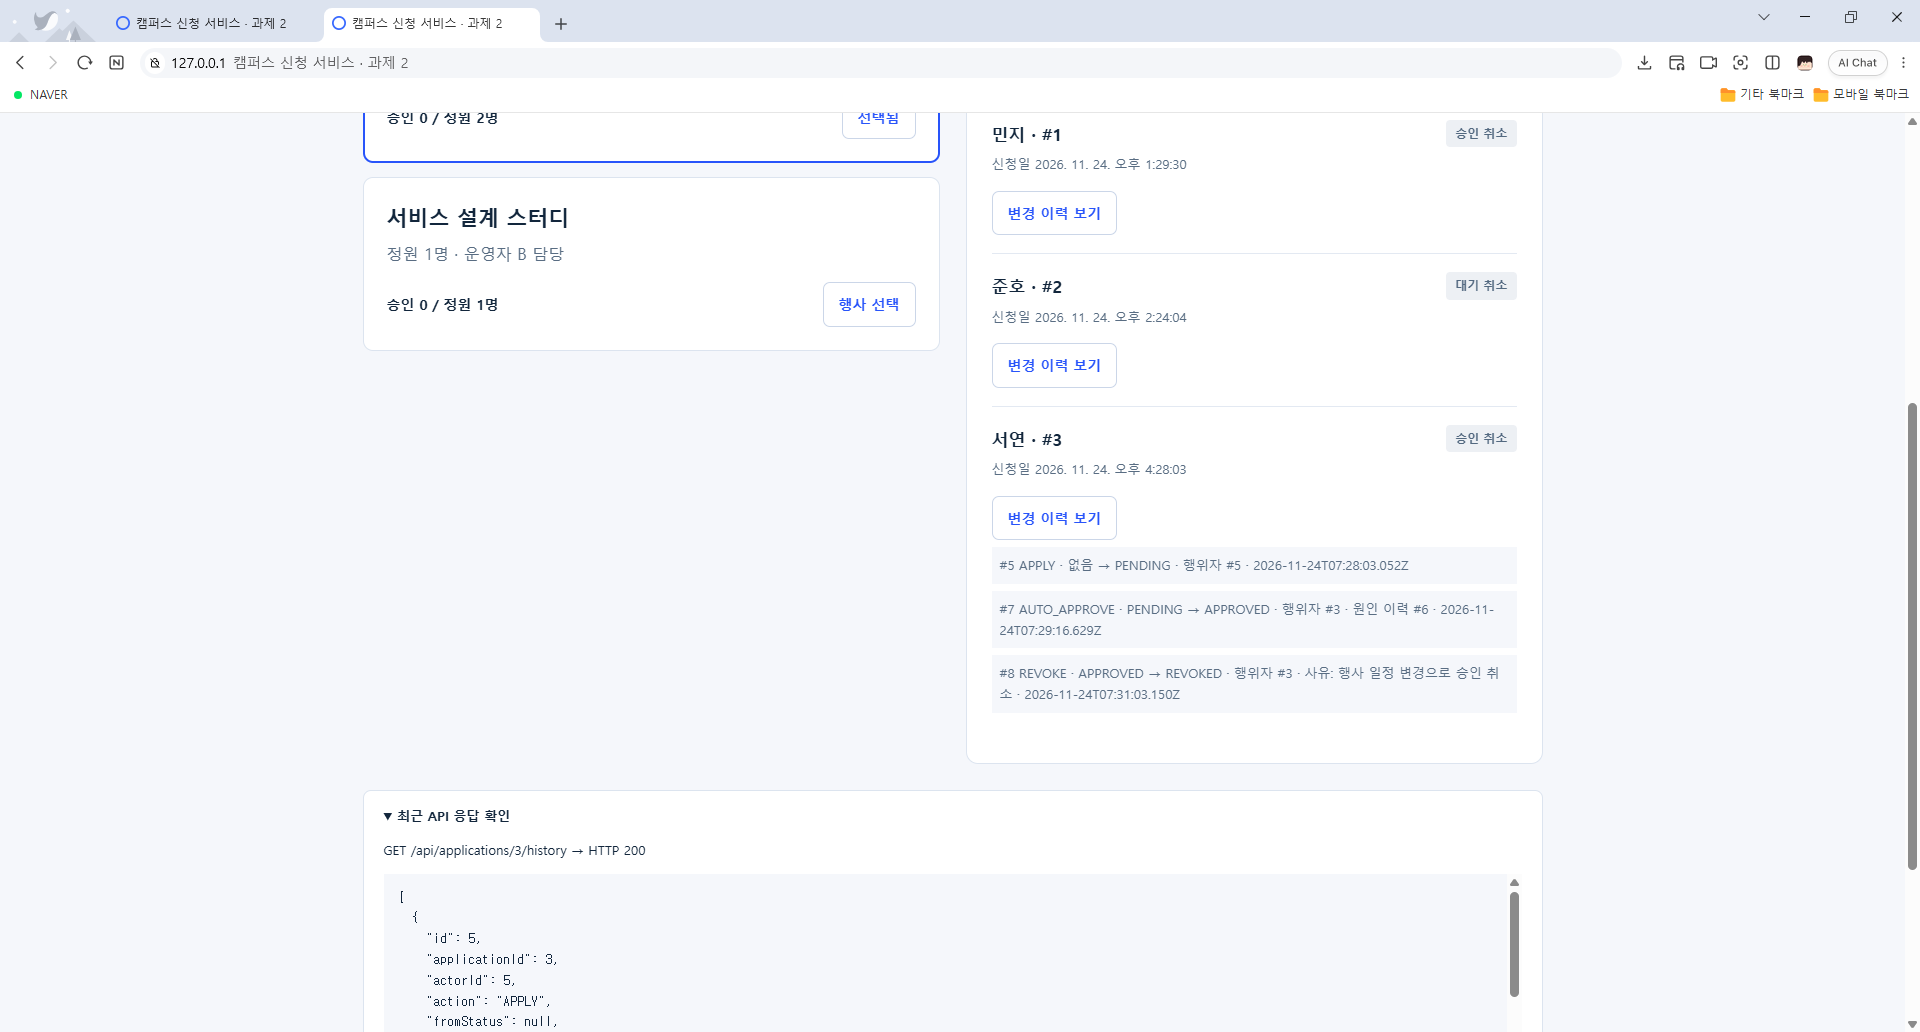 캠퍼스 신청 서비스 · 과제 2
캠퍼스 신청 서비스 · 과제 2
127.0.0.1 캠퍼스 신청 서비스 · 과제 2
AI Chat
NAVER
기타 북마크
모바일 북마크
승인 0 / 정원 2명
선택됨
서비스 설계 스터디
정원 1명 · 운영자 B 담당
승인 0 / 정원 1명
행사 선택
민지 · #1
승인 취소
신청일 2026. 11. 24. 오후 1:29:30
변경 이력 보기
준호 · #2
대기 취소
신청일 2026. 11. 24. 오후 2:24:04
변경 이력 보기
서연 · #3
승인 취소
신청일 2026. 11. 24. 오후 4:28:03
변경 이력 보기
#5 APPLY · 없음 → PENDING · 행위자 #5 · 2026-11-24T07:28:03.052Z
#7 AUTO_APPROVE · PENDING → APPROVED · 행위자 #3 · 원인 이력 #6 · 2026-11-
24T07:29:16.629Z
#8 REVOKE · APPROVED → REVOKED · 행위자 #3 · 사유: 행사 일정 변경으로 승인 취
소 · 2026-11-24T07:31:03.150Z
▼ 최근 API 응답 확인
GET /api/applications/3/history → HTTP 200
[
{
"id": 5,
"applicationId": 3,
"actorId": 5,
"action": "APPLY",
"fromStatus": null,